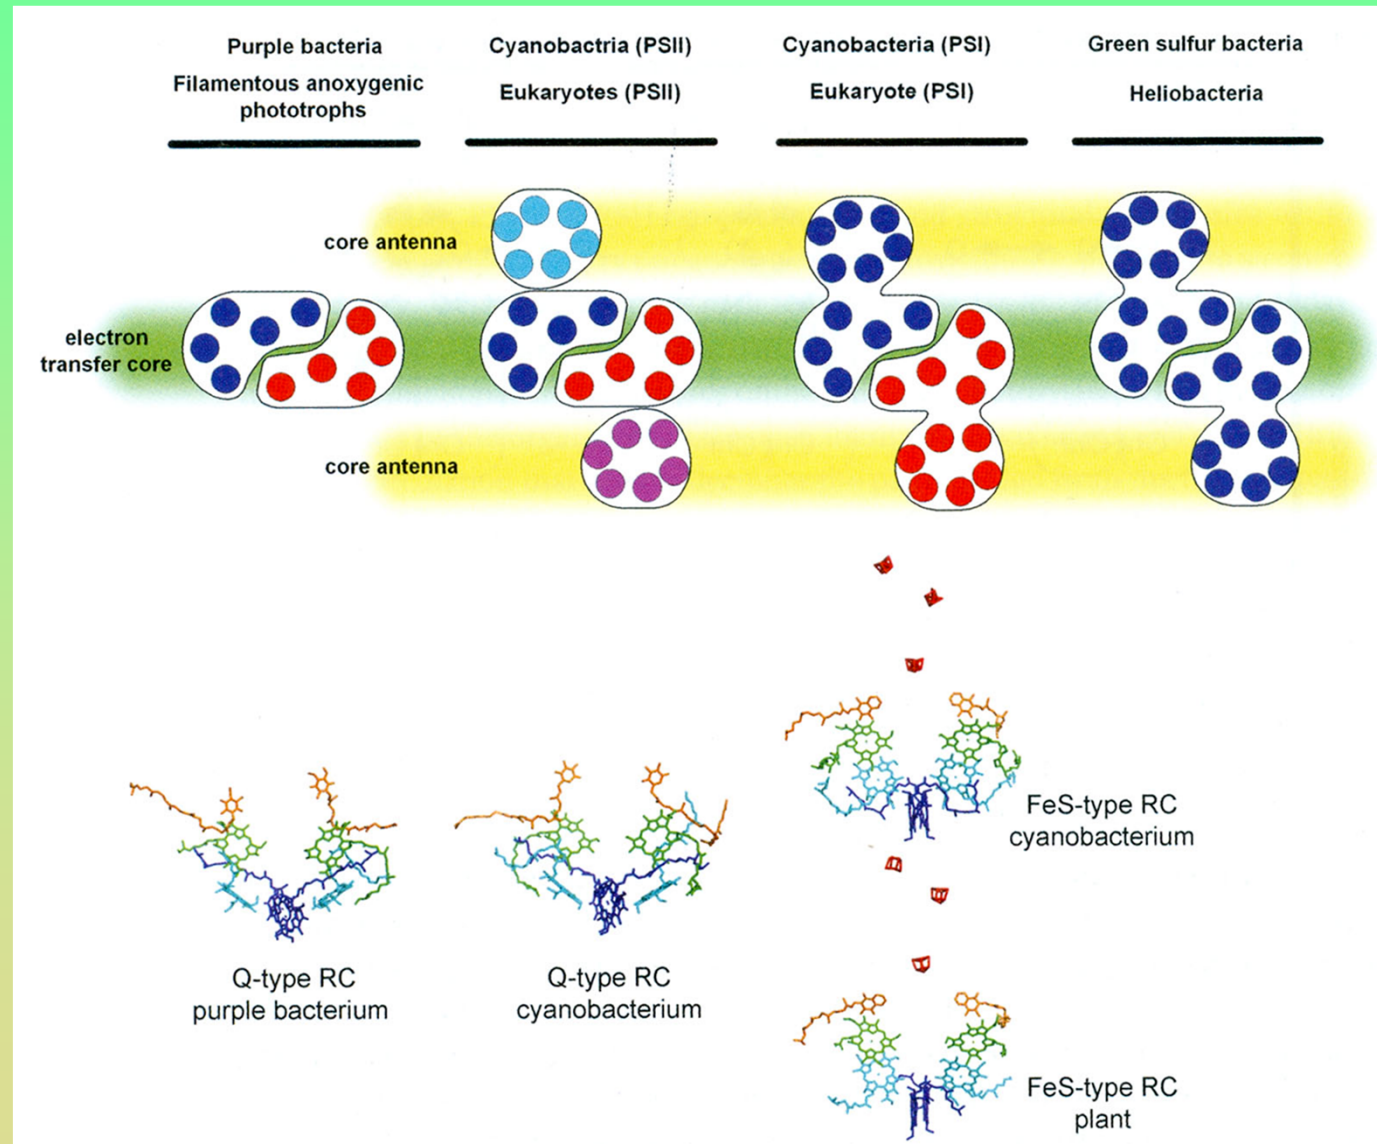 Purple bacteria
Filamentous anoxygenic
phototrophs
Cyanobactria (PSII)
Eukaryotes (PSII)
Cyanobacteria (PSI)
Eukaryote (PSI)
Green sulfur bacteria
Heliobacteria
core antenna
electron
transfer core
core antenna
FeS-type RC
cyanobacterium
Q-type RC
purple bacterium
Q-type RC
cyanobacterium
FeS-type RC
plant